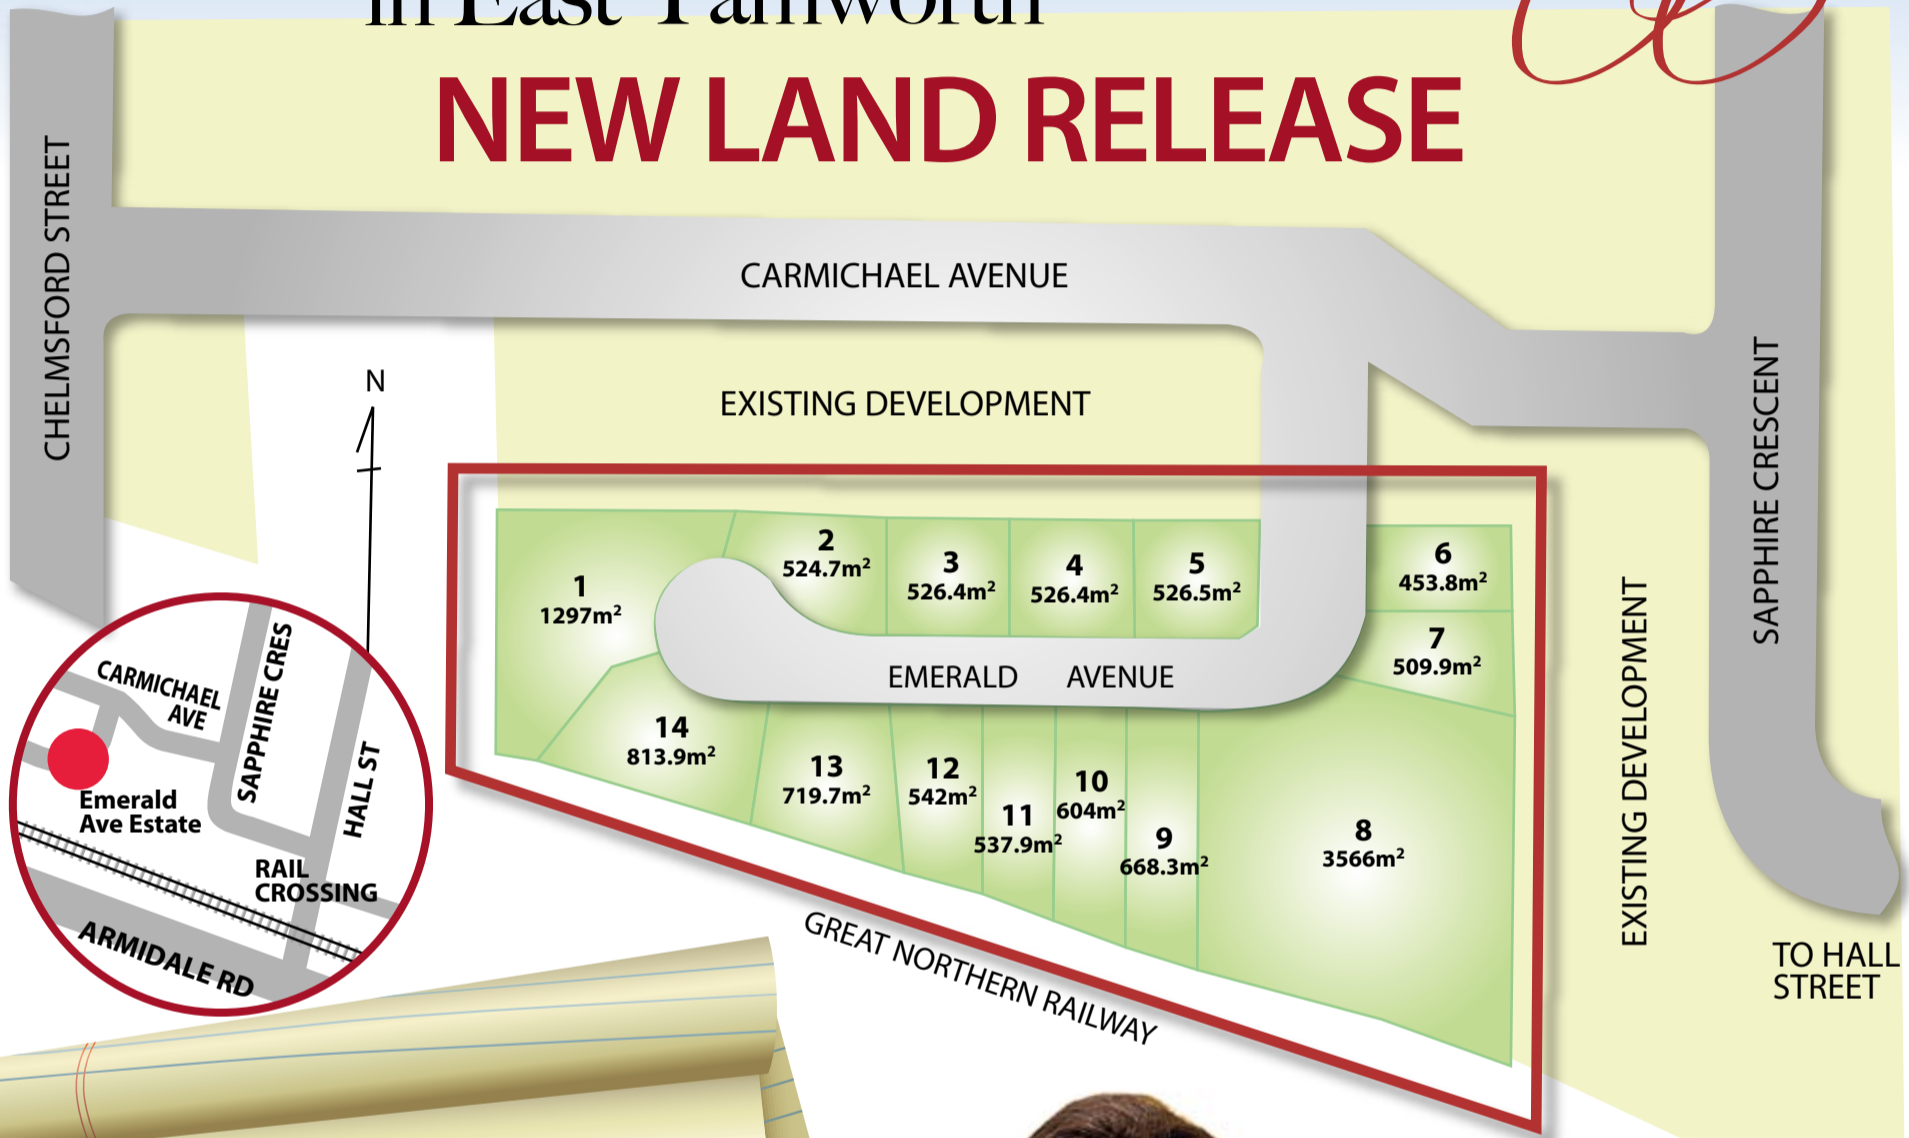 in East Tamworth
NEW LAND RELEASE
CHELMSFORD STREET
CARMICHAEL AVENUE
SAPPHIRE CRESCENT
N
EXISTING DEVELOPMENT
1
1297m²
2
524.7m²
3
526.4m²
4
526.4m²
5
526.5m²
6
453.8m²
7
509.9m²
EMERALD AVENUE
14
813.9m²
13
719.7m²
12
542m²
11
537.9m²
10
604m²
9
668.3m²
8
3566m²
EXISTING DEVELOPMENT
GREAT NORTHERN RAILWAY
TO HALL
STREET
CARMICHAEL
AVE
SAPPHIRE CRES
HALL ST
Emerald
Ave Estate
RAIL
CROSSING
ARMIDALE RD